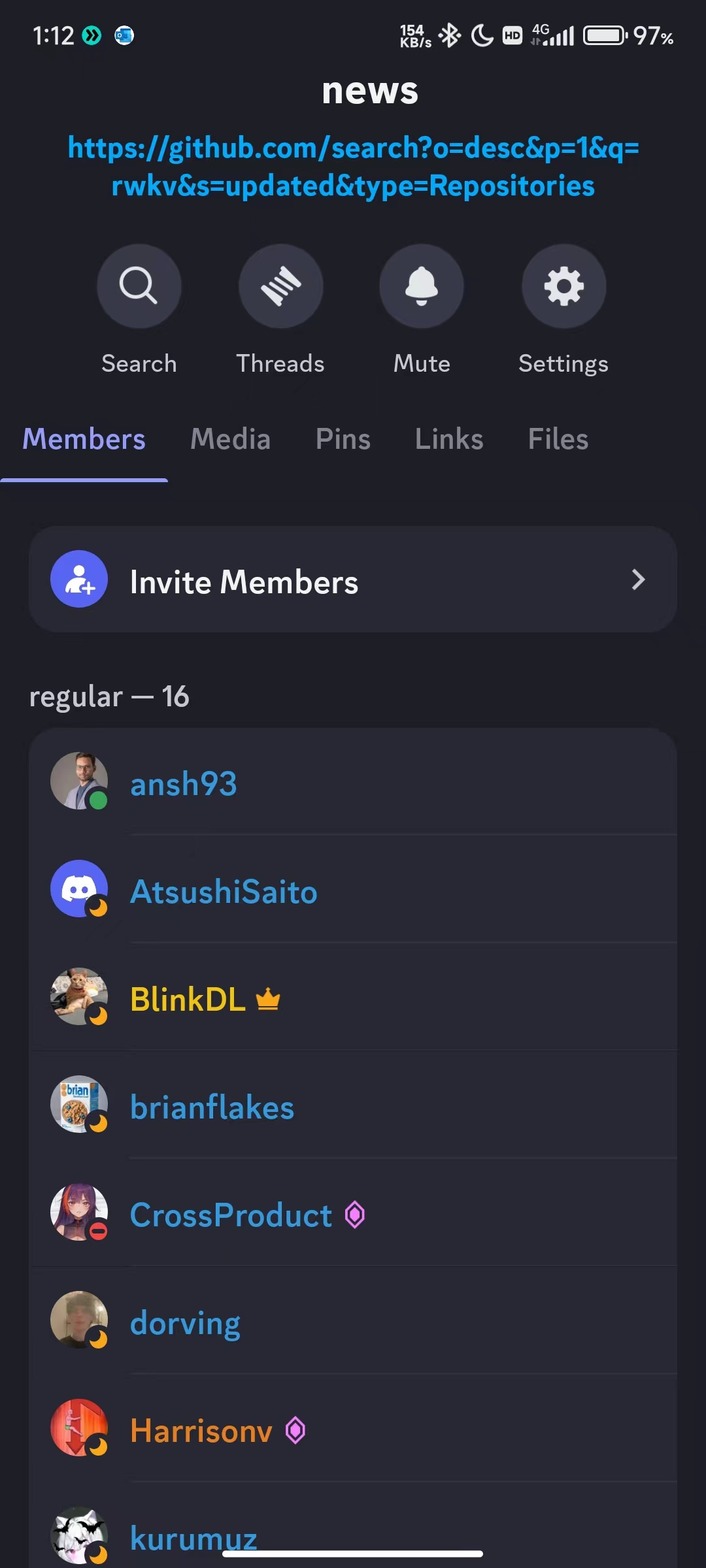 1:12
154 KB/s HD 4G 97%
news
https://github.com/search?o=desc&p=1&q=
rwkv&s=updated&type=Repositories
Search Threads Mute Settings
Members Media Pins Links Files
Invite Members
regular — 16
ansh93
AtsushiSaito
BlinkDL
brian
brianflakes
CrossProduct
dorving
Harrisonv
kurumuz